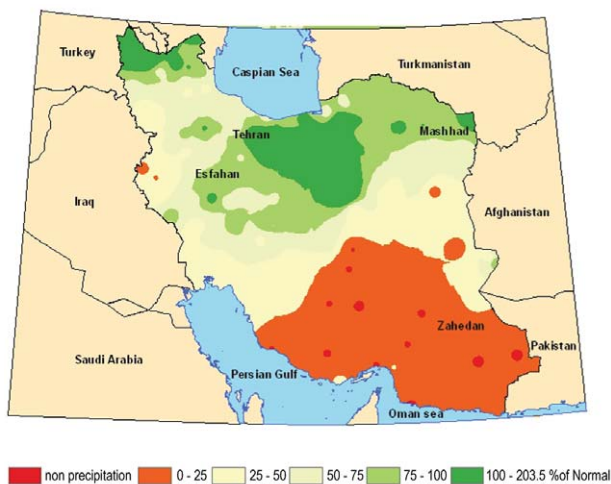 Turkey
Caspian Sea
Turkmanistan
Tehran
Mashhad
Esfahan
Iraq
Afghanistan
Zahedan
Pakistan
Saudi Arabia
Persian Gulf
Oman sea
non precipitation 0 - 25 25 - 50 50 - 75 75 - 100 100 - 203.5 %of Normal